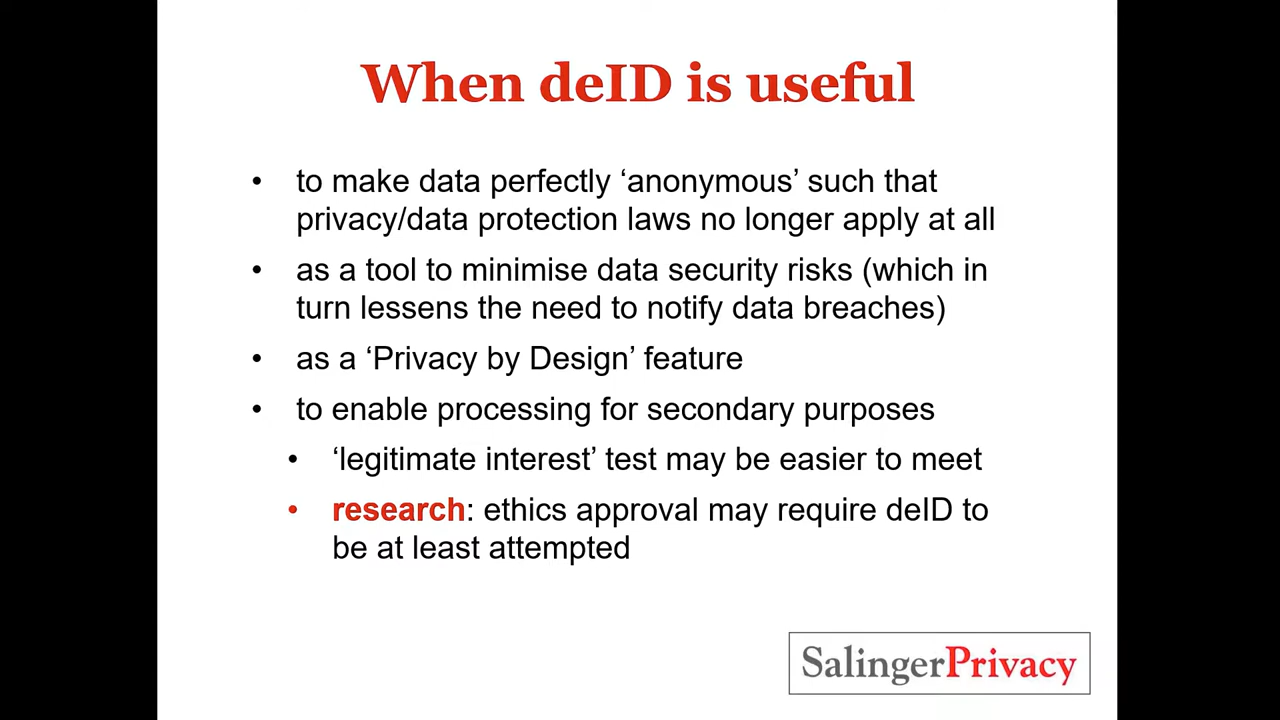 When deID is useful
• to make data perfectly ‘anonymous’ such that
privacy/data protection laws no longer apply at all
• as a tool to minimise data security risks (which in
turn lessens the need to notify data breaches)
• as a ‘Privacy by Design’ feature
• to enable processing for secondary purposes
• ‘legitimate interest’ test may be easier to meet
• research: ethics approval may require deID to
be at least attempted
SalingerPrivacy